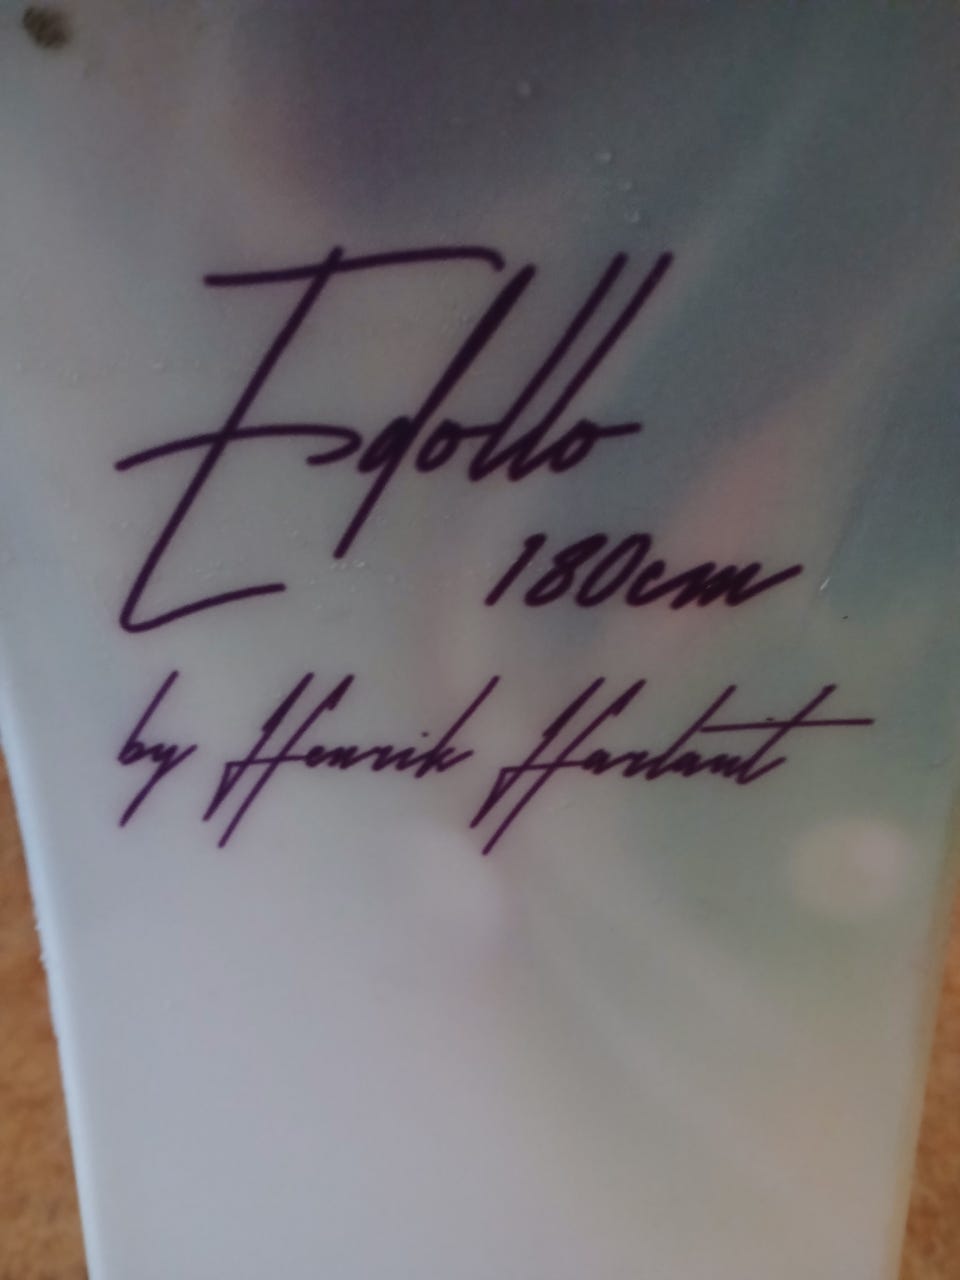 Edollo
180cm
by Henrik Harlaut